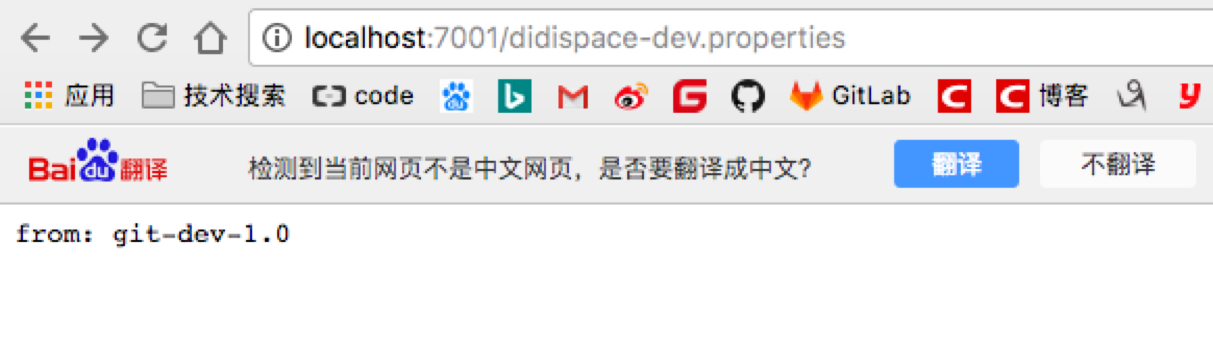 localhost:7001/didispace-dev.properties
应用 技术搜索 code GitLab 博客
Bai du 翻译 检测到当前网页不是中文网页，是否要翻译成中文? 翻译 不翻译
from: git-dev-1.0